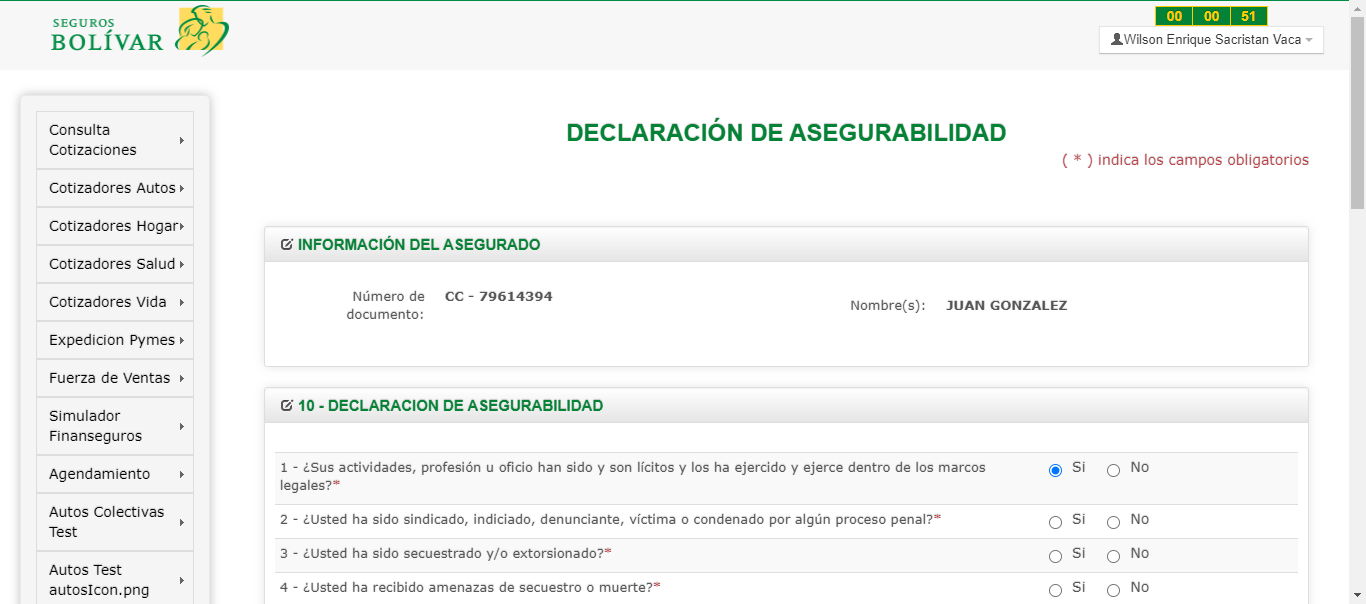 SEGUROS
BOLÍVAR
00 00 51
Wilson Enrique Sacristan Vaca
Consulta
Cotizaciones
Cotizadores Autos
Cotizadores Hogar
Cotizadores Salud
Cotizadores Vida
Expedicion Pymes
Fuerza de Ventas
Simulador
Finanseguros
Agendamiento
Autos Colectivas
Test
Autos Test
autosIcon.png
DECLARACIÓN DE ASEGURABILIDAD
( * ) indica los campos obligatorios
INFORMACIÓN DEL ASEGURADO
Número de
documento:
CC - 79614394
Nombre(s): JUAN GONZALEZ
10 - DECLARACION DE ASEGURABILIDAD
1 - ¿Sus actividades, profesión u oficio han sido y son lícitos y los ha ejercido y ejerce dentro de los marcos
legales?*
Si No
2 - ¿Usted ha sido sindicado, indiciado, denunciante, víctima o condenado por algún proceso penal?* Si No
3 - ¿Usted ha sido secuestrado y/o extorsionado?* Si No
4 - ¿Usted ha recibido amenazas de secuestro o muerte?* Si No